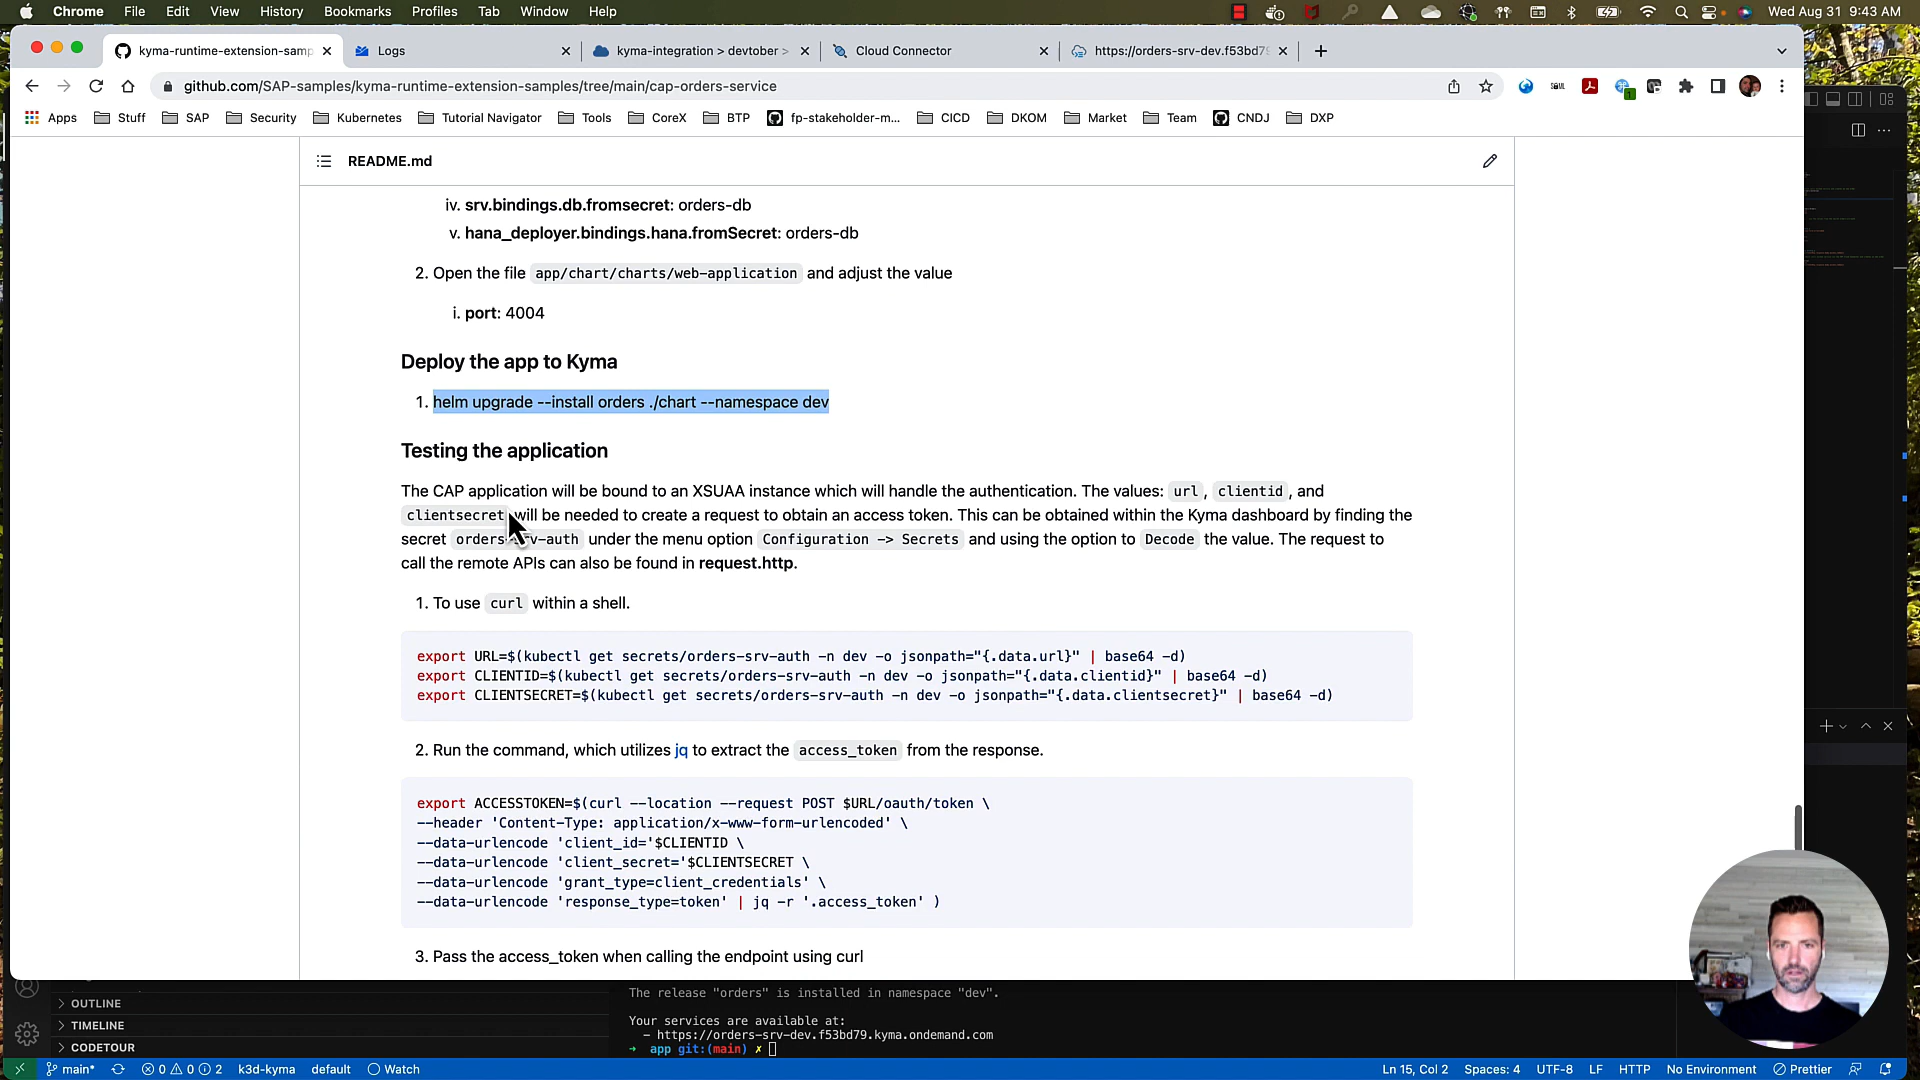 Chrome File Edit View History Bookmarks Profiles Tab Window Help
Wed Aug 31 9:43 AM
kyma-runtime-extension-samp
Logs
kyma-integration > devtober >
Cloud Connector
https://orders-srv-dev.f53bd79
github.com/SAP-samples/kyma-runtime-extension-samples/tree/main/cap-orders-service
Apps Stuff SAP Security Kubernetes Tutorial Navigator Tools CoreX BTP fp-stakeholder-m... CICD DKOM Market Team CNDJ DXP
README.md
iv. srv.bindings.db.fromsecret: orders-db
v. hana_deployer.bindings.hana.fromSecret: orders-db
2. Open the file app/chart/charts/web-application and adjust the value
i. port: 4004
Deploy the app to Kyma
1. helm upgrade --install orders ./chart --namespace dev
Testing the application
The CAP application will be bound to an XSUAA instance which will handle the authentication. The values: url, clientid, and
clientsecret will be needed to create a request to obtain an access token. This can be obtained within the Kyma dashboard by finding the
secret orders-srv-auth under the menu option Configuration -> Secrets and using the option to Decode the value. The request to
call the remote APIs can also be found in request.http.
1. To use curl within a shell.
export URL=$(kubectl get secrets/orders-srv-auth -n dev -o jsonpath="{.data.url}" | base64 -d)
export CLIENTID=$(kubectl get secrets/orders-srv-auth -n dev -o jsonpath="{.data.clientid}" | base64 -d)
export CLIENTSECRET=$(kubectl get secrets/orders-srv-auth -n dev -o jsonpath="{.data.clientsecret}" | base64 -d)
2. Run the command, which utilizes jq to extract the access_token from the response.
export ACCESSTOKEN=$(curl --location --request POST $URL/oauth/token \
--header 'Content-Type: application/x-www-form-urlencoded' \
--data-urlencode 'client_id='$CLIENTID \
--data-urlencode 'client_secret='$CLIENTSECRET \
--data-urlencode 'grant_type=client_credentials' \
--data-urlencode 'response_type=token' | jq -r '.access_token' )
3. Pass the access_token when calling the endpoint using curl
OUTLINE
TIMELINE
CODETOUR
The release "orders" is installed in namespace "dev".
Your services are available at:
- https://orders-srv-dev.f53bd79.kyma.ondemand.com
→ app git:(main) ✗
main* 0 0 2 k3d-kyma default Watch
Ln 15, Col 2 Spaces: 4 UTF-8 LF HTTP No Environment Prettier